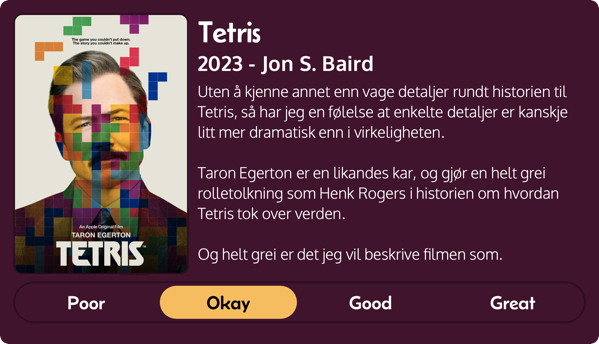 The game you couldn't put down.
The story you couldn't make up.
An Apple Original Film
TARON EGERTON
TETRIS™
Tetris
2023 - Jon S. Baird
Uten å kjenne annet enn vage detaljer rundt historien til
Tetris, så har jeg en følelse at enkelte detaljer er kanskje
litt mer dramatisk enn i virkeligheten.
Taron Egerton er en likandes kar, og gjør en helt grei
rolletolkning som Henk Rogers i historien om hvordan
Tetris tok over verden.
Og helt grei er det jeg vil beskrive filmen som.
Poor Okay Good Great